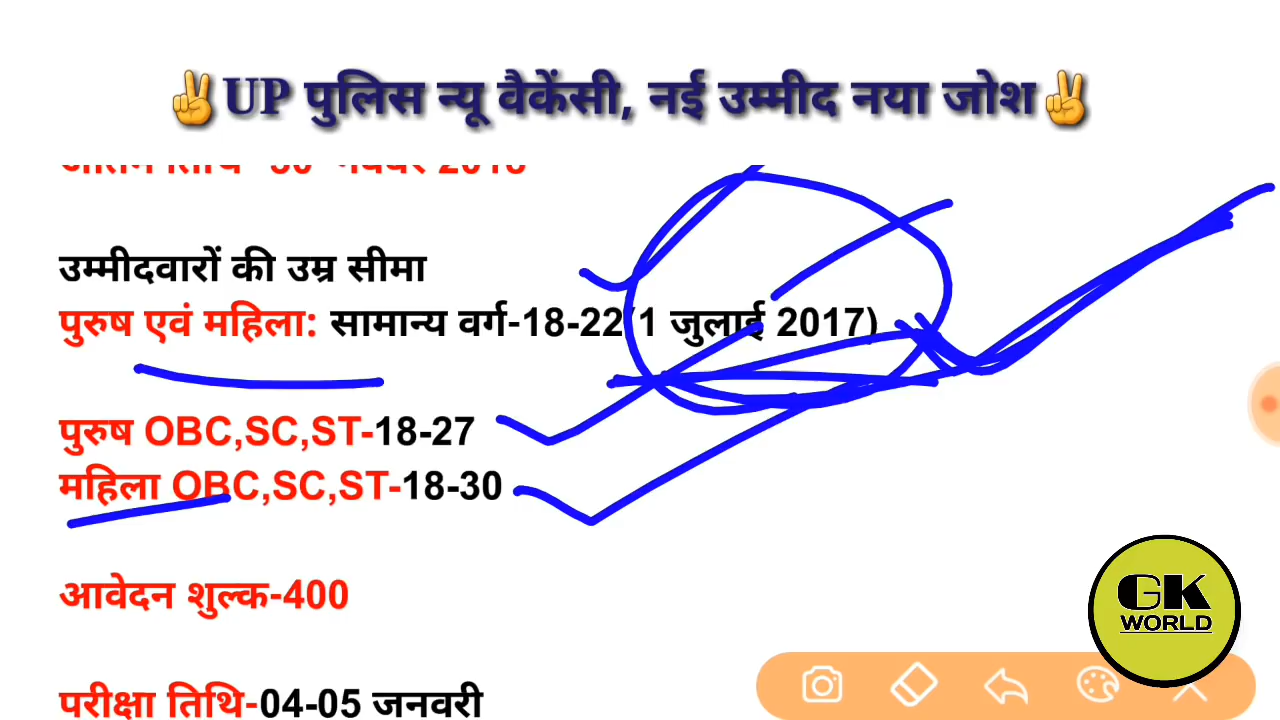 ✌UP पुलिस न्यू वैकेंसी, नई उम्मीद नया जोश✌
उम्मीदवारों की उम्र सीमा
पुरुष एवं महिला: सामान्य वर्ग-18-22(1 जुलाई 2017)
पुरुष OBC,SC,ST-18-27
महिला OBC,SC,ST-18-30
आवेदन शुल्क-400
परीक्षा तिथि-04-05 जनवरी
GK
WORLD